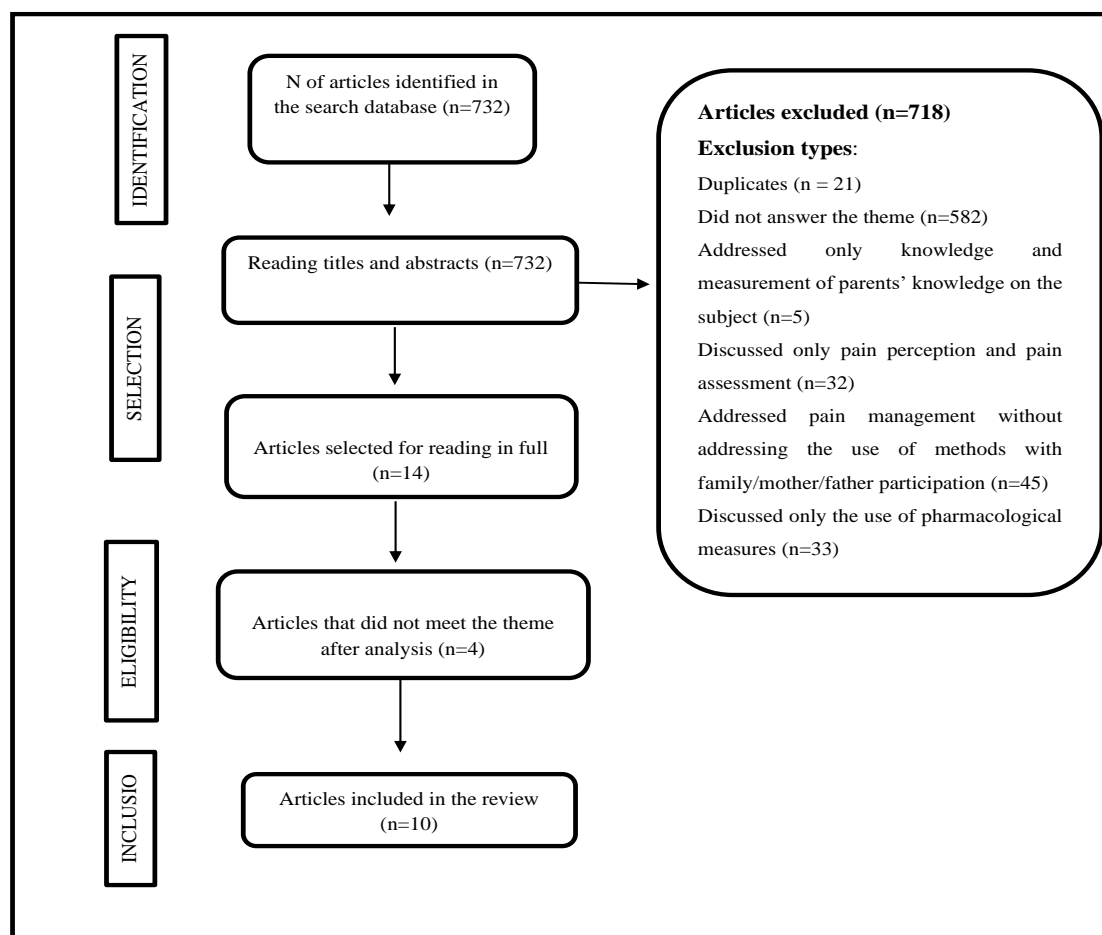 IDENTIFICATION
N of articles identified in
the search database (n=732)
Reading titles and abstracts (n=732)
Articles excluded (n=718)
Exclusion types:
Duplicates (n = 21)
Did not answer the theme (n=582)
Addressed only knowledge and
measurement of parents’ knowledge on the
subject (n=5)
Discussed only pain perception and pain
assessment (n=32)
Addressed pain management without
addressing the use of methods with
family/mother/father participation (n=45)
Discussed only the use of pharmacological
measures (n=33)
SELECTION
Articles selected for reading in full
(n=14)
ELIGIBILITY
Articles that did not meet the theme
after analysis (n=4)
INCLUSIO
Articles included in the review
(n=10)